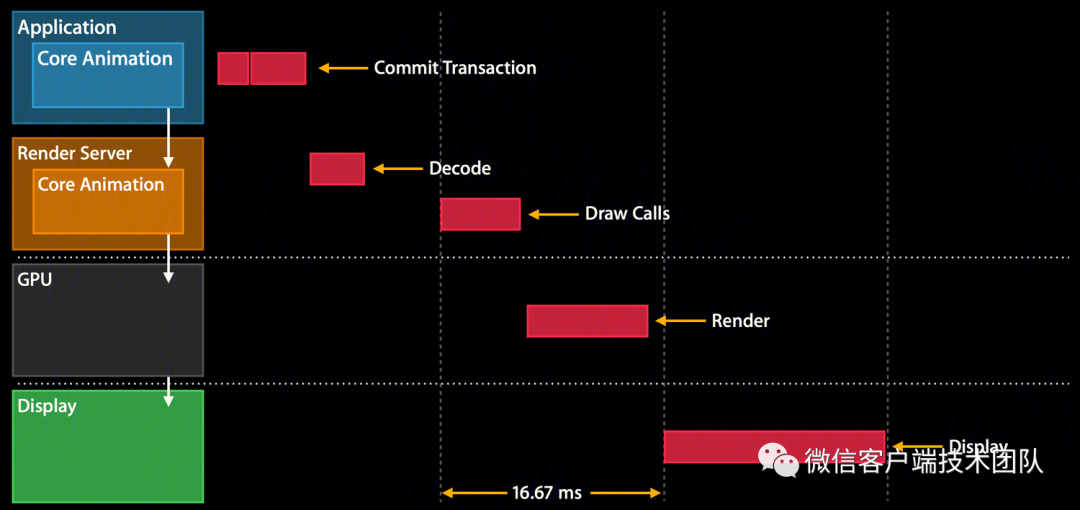 Application
Core Animation
Commit Transaction
Render Server
Decode
Core Animation
Draw Calls
GPU
Render
Display
Display
微信客户端技术团队
16.67 ms